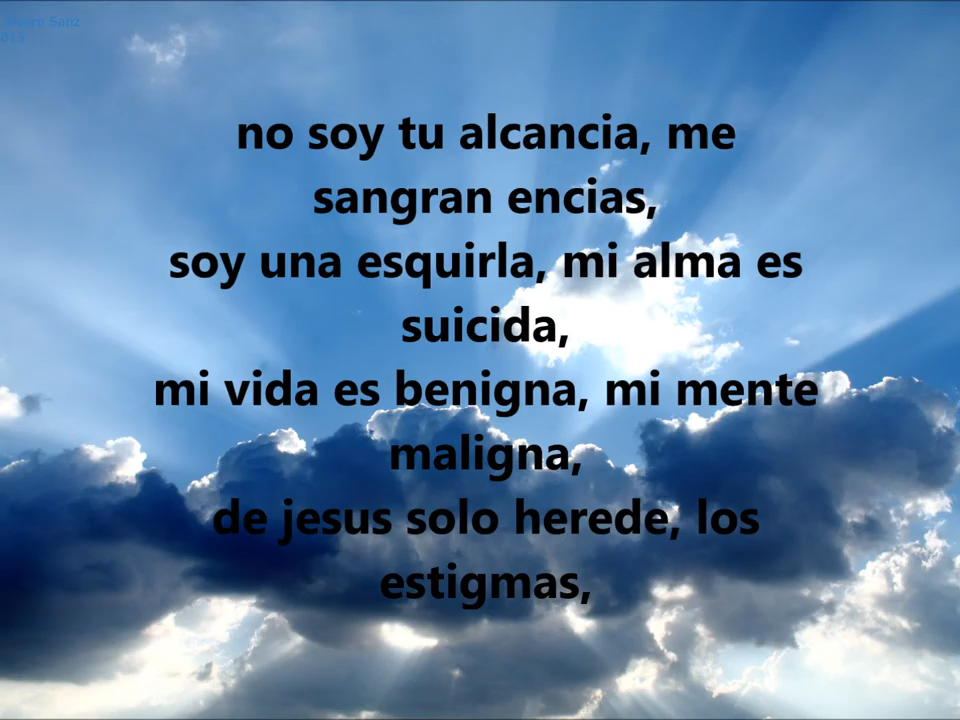 Sanz
no soy tu alcancia, me
sangran encias,
soy una esquirla, mi alma es
suicida,
mi vida es benigna, mi mente
maligna,
de jesus solo herede, los
estigmas,